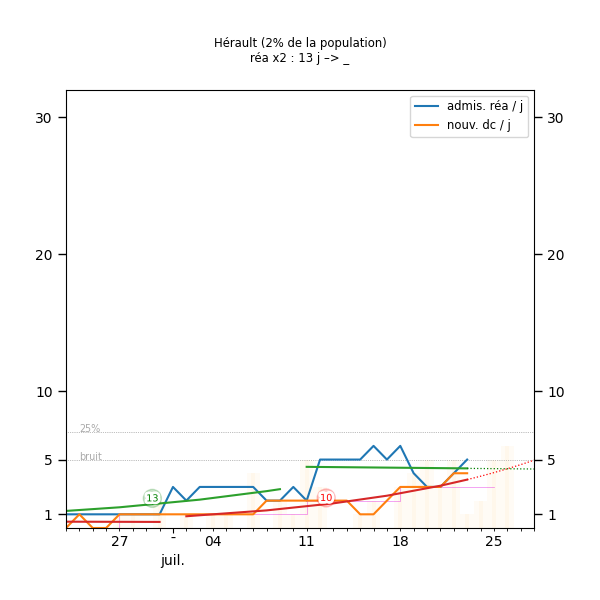 Hérault (2% de la population)
réa x2 : 13 j –> _
admis. réa / j
nouv. dc / j
30 30
20 20
10 10
25%
5 bruit 5
13 10
1 1
27 - 04 11 18 25
juil.